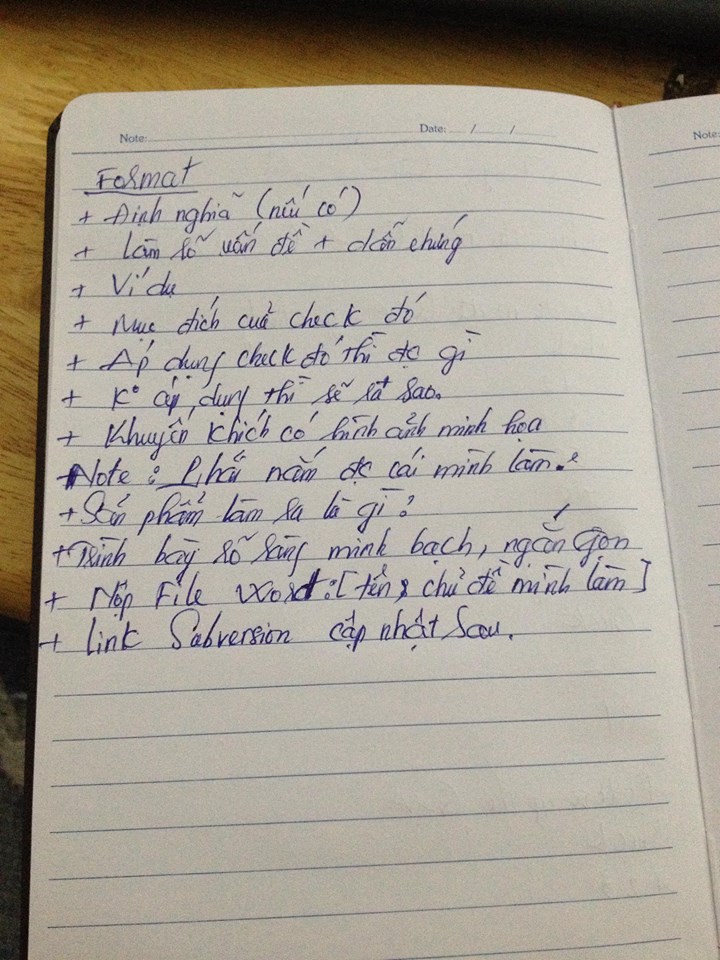 Note: Date: / /
Note:
Format
+ Định nghĩa (nếu có)
+ Làm rõ vấn đề + dẫn chứng
+ Ví dụ
+ Mục đích của check đó
+ Áp dụng check đó thì đc gì
+ Ko áp dụng thì sẽ ra sao.
+ Khuyến khích có hình ảnh minh họa
Note: Phải nắm đc cái mình làm.
+ Sản phẩm làm ra là gì?
+ Trình bày rõ ràng minh bạch, ngắn gọn
+ Nộp File Word: [tên, chủ đề mình làm]
+ Link Subversion cập nhật sau.